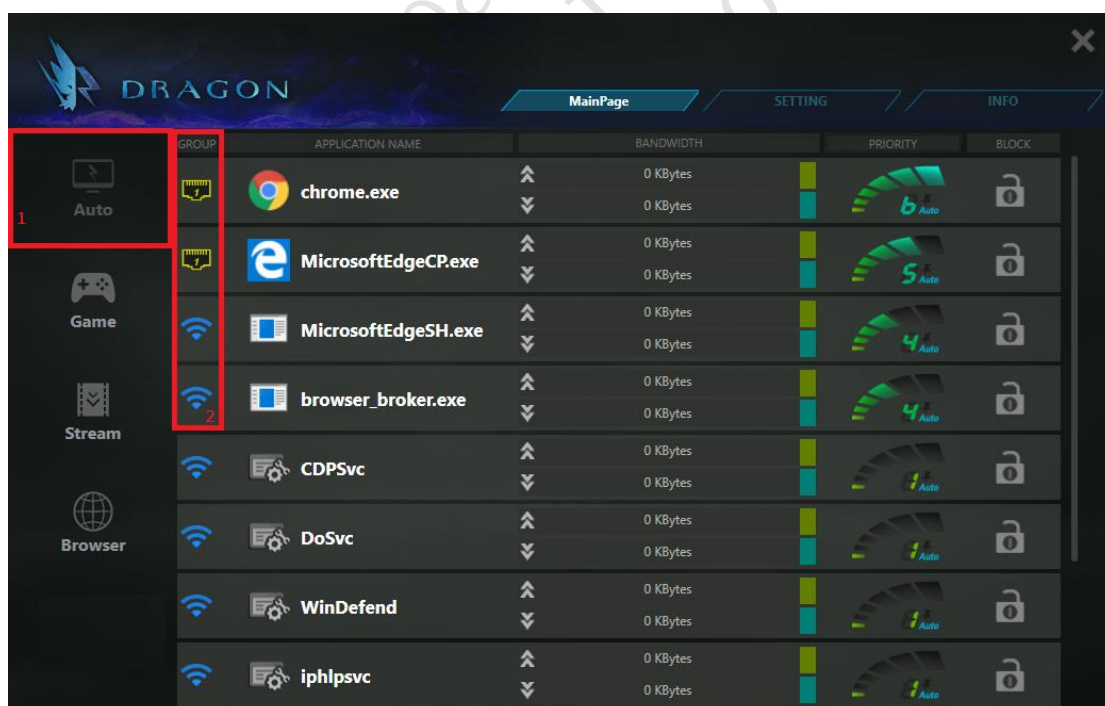 DRAGON
MainPage
SETTING
INFO
GROUP
APPLICATION NAME
BANDWIDTH
PRIORITY
BLOCK
1
Auto
Game
Stream
Browser
1
chrome.exe
0 KBytes
0 KBytes
6 Auto
1
MicrosoftEdgeCP.exe
0 KBytes
0 KBytes
5 Auto
MicrosoftEdgeSH.exe
0 KBytes
0 KBytes
4 Auto
2
browser_broker.exe
0 KBytes
0 KBytes
4 Auto
CDPSvc
0 KBytes
0 KBytes
1 Auto
DoSvc
0 KBytes
0 KBytes
1 Auto
WinDefend
0 KBytes
0 KBytes
1 Auto
iphlpsvc
0 KBytes
0 KBytes
1 Auto